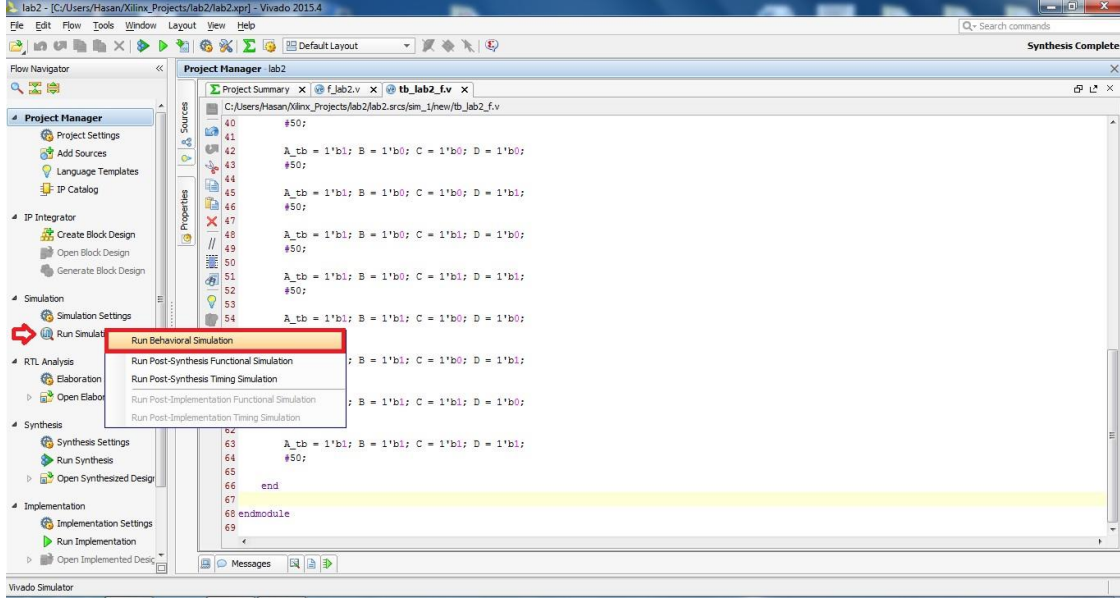 lab2 - [C:/Users/Hasan/Xilinx_Projects/lab2/lab2.xpr] - Vivado 2015.4
File Edit Flow Tools Window Layout View Help
Q- Search commands
Default Layout
Synthesis Complete
Flow Navigator
Project Manager - lab2
Project Summary f_lab2.v tb_lab2_f.v
C:/Users/Hasan/Xilinx_Projects/lab2/lab2.srcs/sim_1/new/tb_lab2_f.v
Sources
Properties
Project Manager
Project Settings
Add Sources
Language Templates
IP Catalog
IP Integrator
Create Block Design
Open Block Design
Generate Block Design
Simulation
Simulation Settings
Run Simulati
RTL Analysis
Elaboration
Open Elabor
Synthesis
Synthesis Settings
Run Synthesis
Open Synthesized Design
Implementation
Implementation Settings
Run Implementation
Open Implemented Desig
Run Behavioral Simulation
Run Post-Synthesis Functional Simulation
Run Post-Synthesis Timing Simulation
Run Post-Implementation Functional Simulation
Run Post-Implementation Timing Simulation
40 #50;
41
42 A_tb = 1'b1; B = 1'b0; C = 1'b0; D = 1'b0;
43 #50;
44
45 A_tb = 1'b1; B = 1'b0; C = 1'b0; D = 1'b1;
46 #50;
47
48 A_tb = 1'b1; B = 1'b0; C = 1'b1; D = 1'b0;
49 #50;
50
51 A_tb = 1'b1; B = 1'b0; C = 1'b1; D = 1'b1;
52 #50;
53
54 A_tb = 1'b1; B = 1'b1; C = 1'b0; D = 1'b0;
; B = 1'b1; C = 1'b0; D = 1'b1;
; B = 1'b1; C = 1'b1; D = 1'b0;
62
63 A_tb = 1'b1; B = 1'b1; C = 1'b1; D = 1'b1;
64 #50;
65
66 end
67
68 endmodule
69
Messages
Vivado Simulator